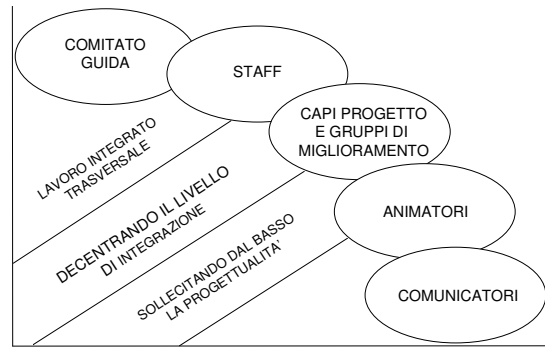 COMITATO
GUIDA
STAFF
CAPI PROGETTO
E GRUPPI DI
MIGLIORAMENTO
ANIMATORI
COMUNICATORI
LAVORO INTEGRATO
TRASVERSALE
DECENTRANDO IL LIVELLO
DI INTEGRAZIONE
SOLLECITANDO DAL BASSO
LA PROGETTUALITA'